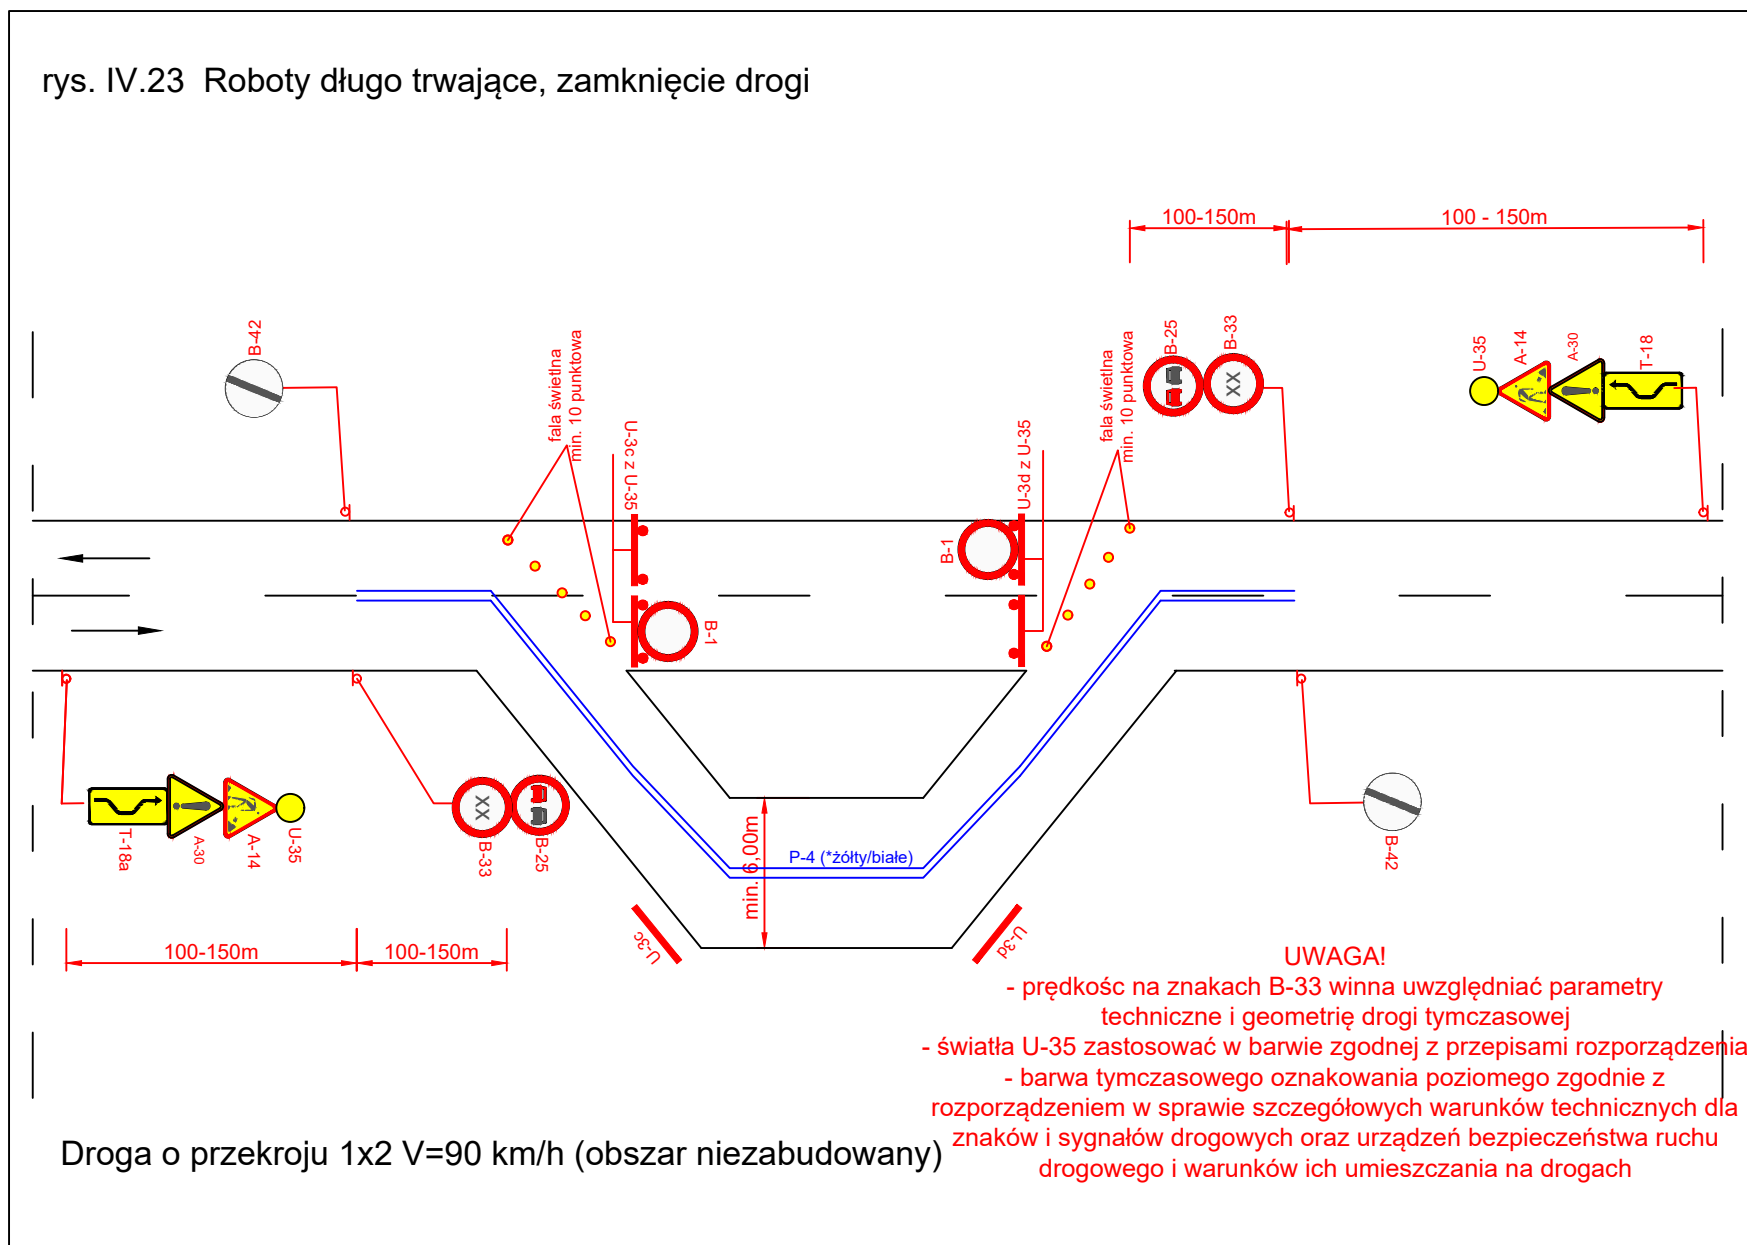 rys. IV.23  Roboty długo trwające, zamknięcie drogi
100-150m
100 - 150m
B-42
fala świetlna
min. 10 punktowa
U-3c z U-35
B-1
B-1
U-3d z U-35
fala świetlna
min. 10 punktowa
B-25
B-33
XX
U-35
A-14
A-30
T-18
T-18a
A-30
A-14
U-35
XX
B-33
B-25
100-150m
100-150m
U-3c
min. 6,00m
P-4 (*żółty/białe)
U-3d
B-42
UWAGA!
- prędkośc na znakach B-33 winna uwzględniać parametry
techniczne i geometrię drogi tymczasowej
- światła U-35 zastosować w barwie zgodnej z przepisami rozporządzenia
- barwa tymczasowego oznakowania poziomego zgodnie z
rozporządzeniem w sprawie szczegółowych warunków technicznych dla
znaków i sygnałów drogowych oraz urządzeń bezpieczeństwa ruchu
drogowego i warunków ich umieszczania na drogach
Droga o przekroju 1x2 V=90 km/h (obszar niezabudowany)